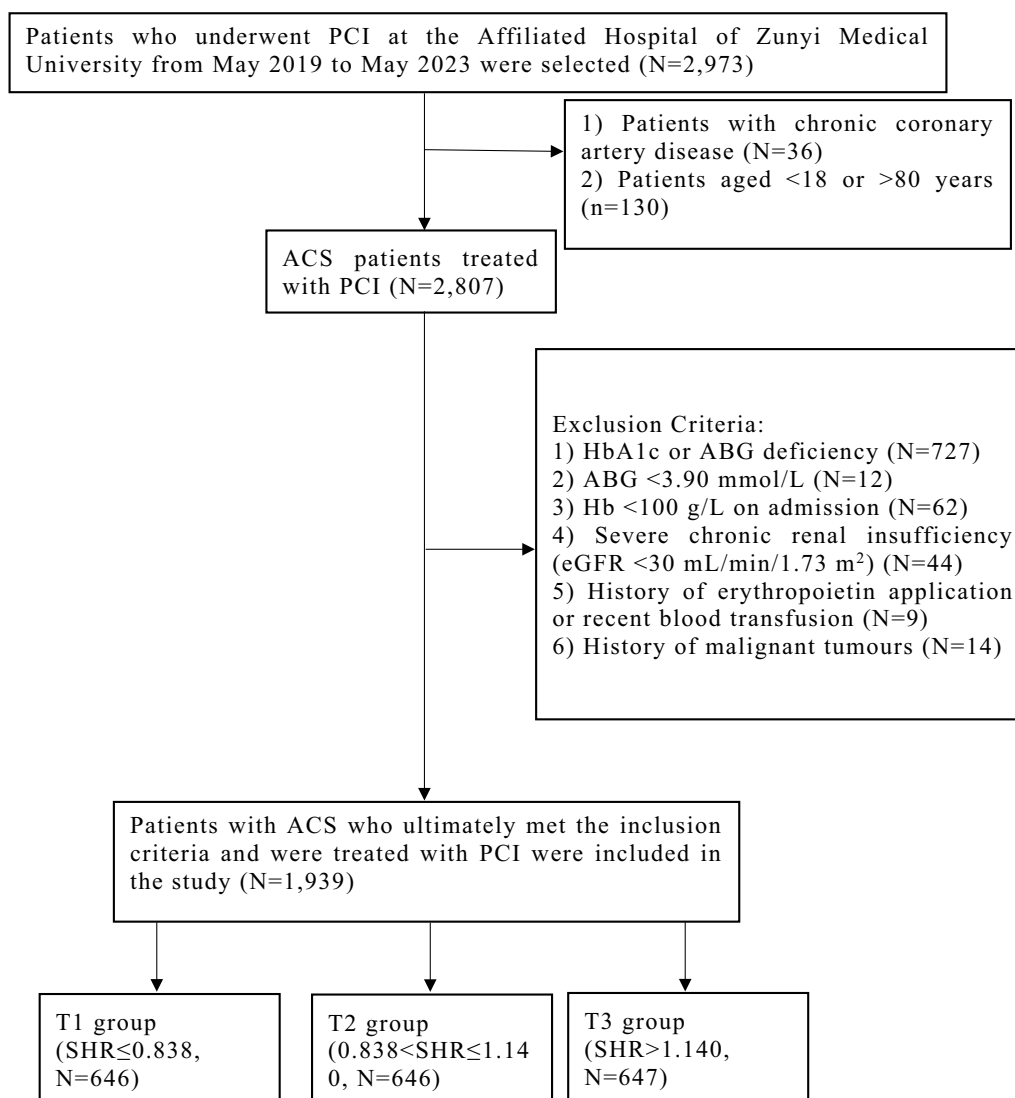 Patients who underwent PCI at the Affiliated Hospital of Zunyi Medical
University from May 2019 to May 2023 were selected (N=2,973)
1) Patients with chronic coronary
artery disease (N=36)
2) Patients aged <18 or >80 years
(n=130)
ACS patients treated
with PCI (N=2,807)
Exclusion Criteria:
1) HbA1c or ABG deficiency (N=727)
2) ABG <3.90 mmol/L (N=12)
3) Hb <100 g/L on admission (N=62)
4) Severe chronic renal insufficiency
(eGFR <30 mL/min/1.73 m²) (N=44)
5) History of erythropoietin application
or recent blood transfusion (N=9)
6) History of malignant tumours (N=14)
Patients with ACS who ultimately met the inclusion
criteria and were treated with PCI were included in
the study (N=1,939)
T1 group
(SHR≤0.838,
N=646)
T2 group
(0.838<SHR≤1.14
0, N=646)
T3 group
(SHR>1.140,
N=647)